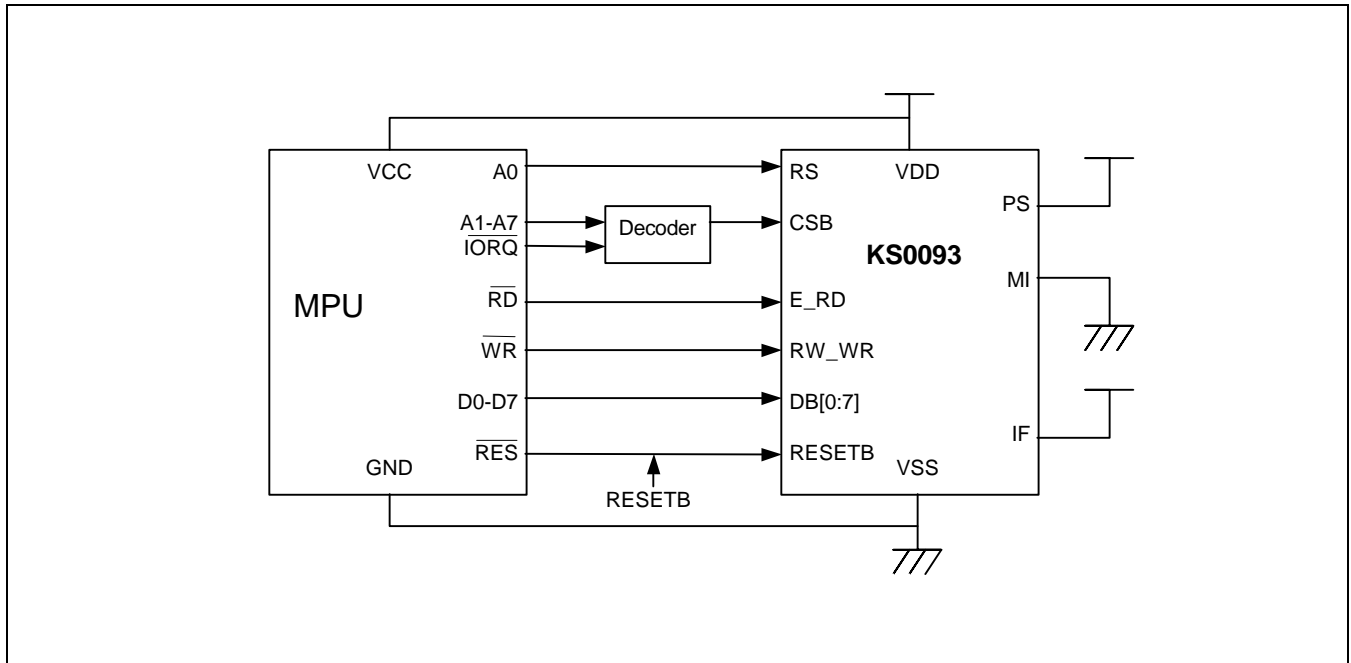 VCC
A0
A1-A7
IORQ
MPU
RD
WR
D0-D7
RES
GND
Decoder
RESETB
RS
VDD
CSB
KS0093
E_RD
RW_WR
DB[0:7]
RESETB
VSS
PS
MI
IF